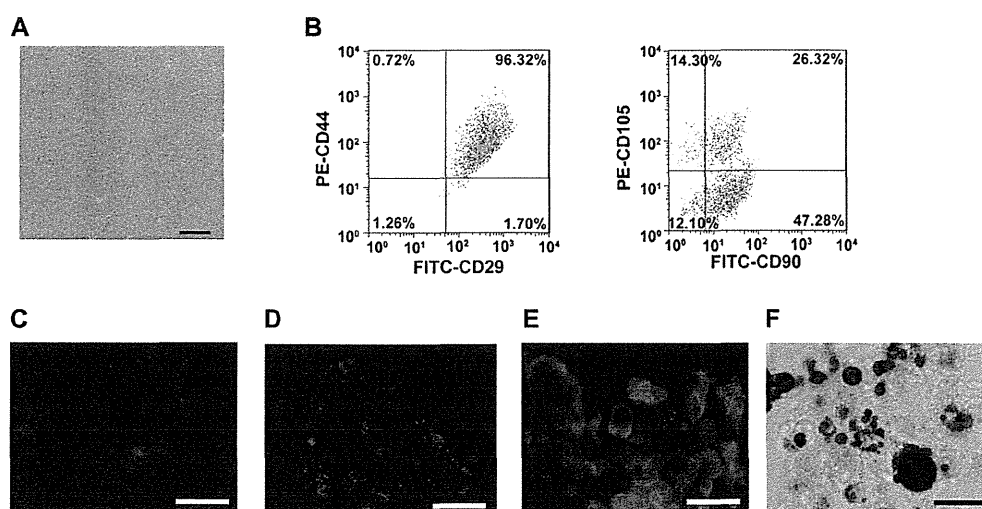 A
B
10⁴
10³
10²
10¹
10⁰
PE-CD44
0.72%
96.32%
1.26%
1.70%
10⁰ 10¹ 10² 10³ 10⁴
FITC-CD29
10⁴
10³
10²
10¹
10⁰
PE-CD105
14.30%
26.32%
12.10%
47.28%
10⁰ 10¹ 10² 10³ 10⁴
FITC-CD90
C
D
E
F